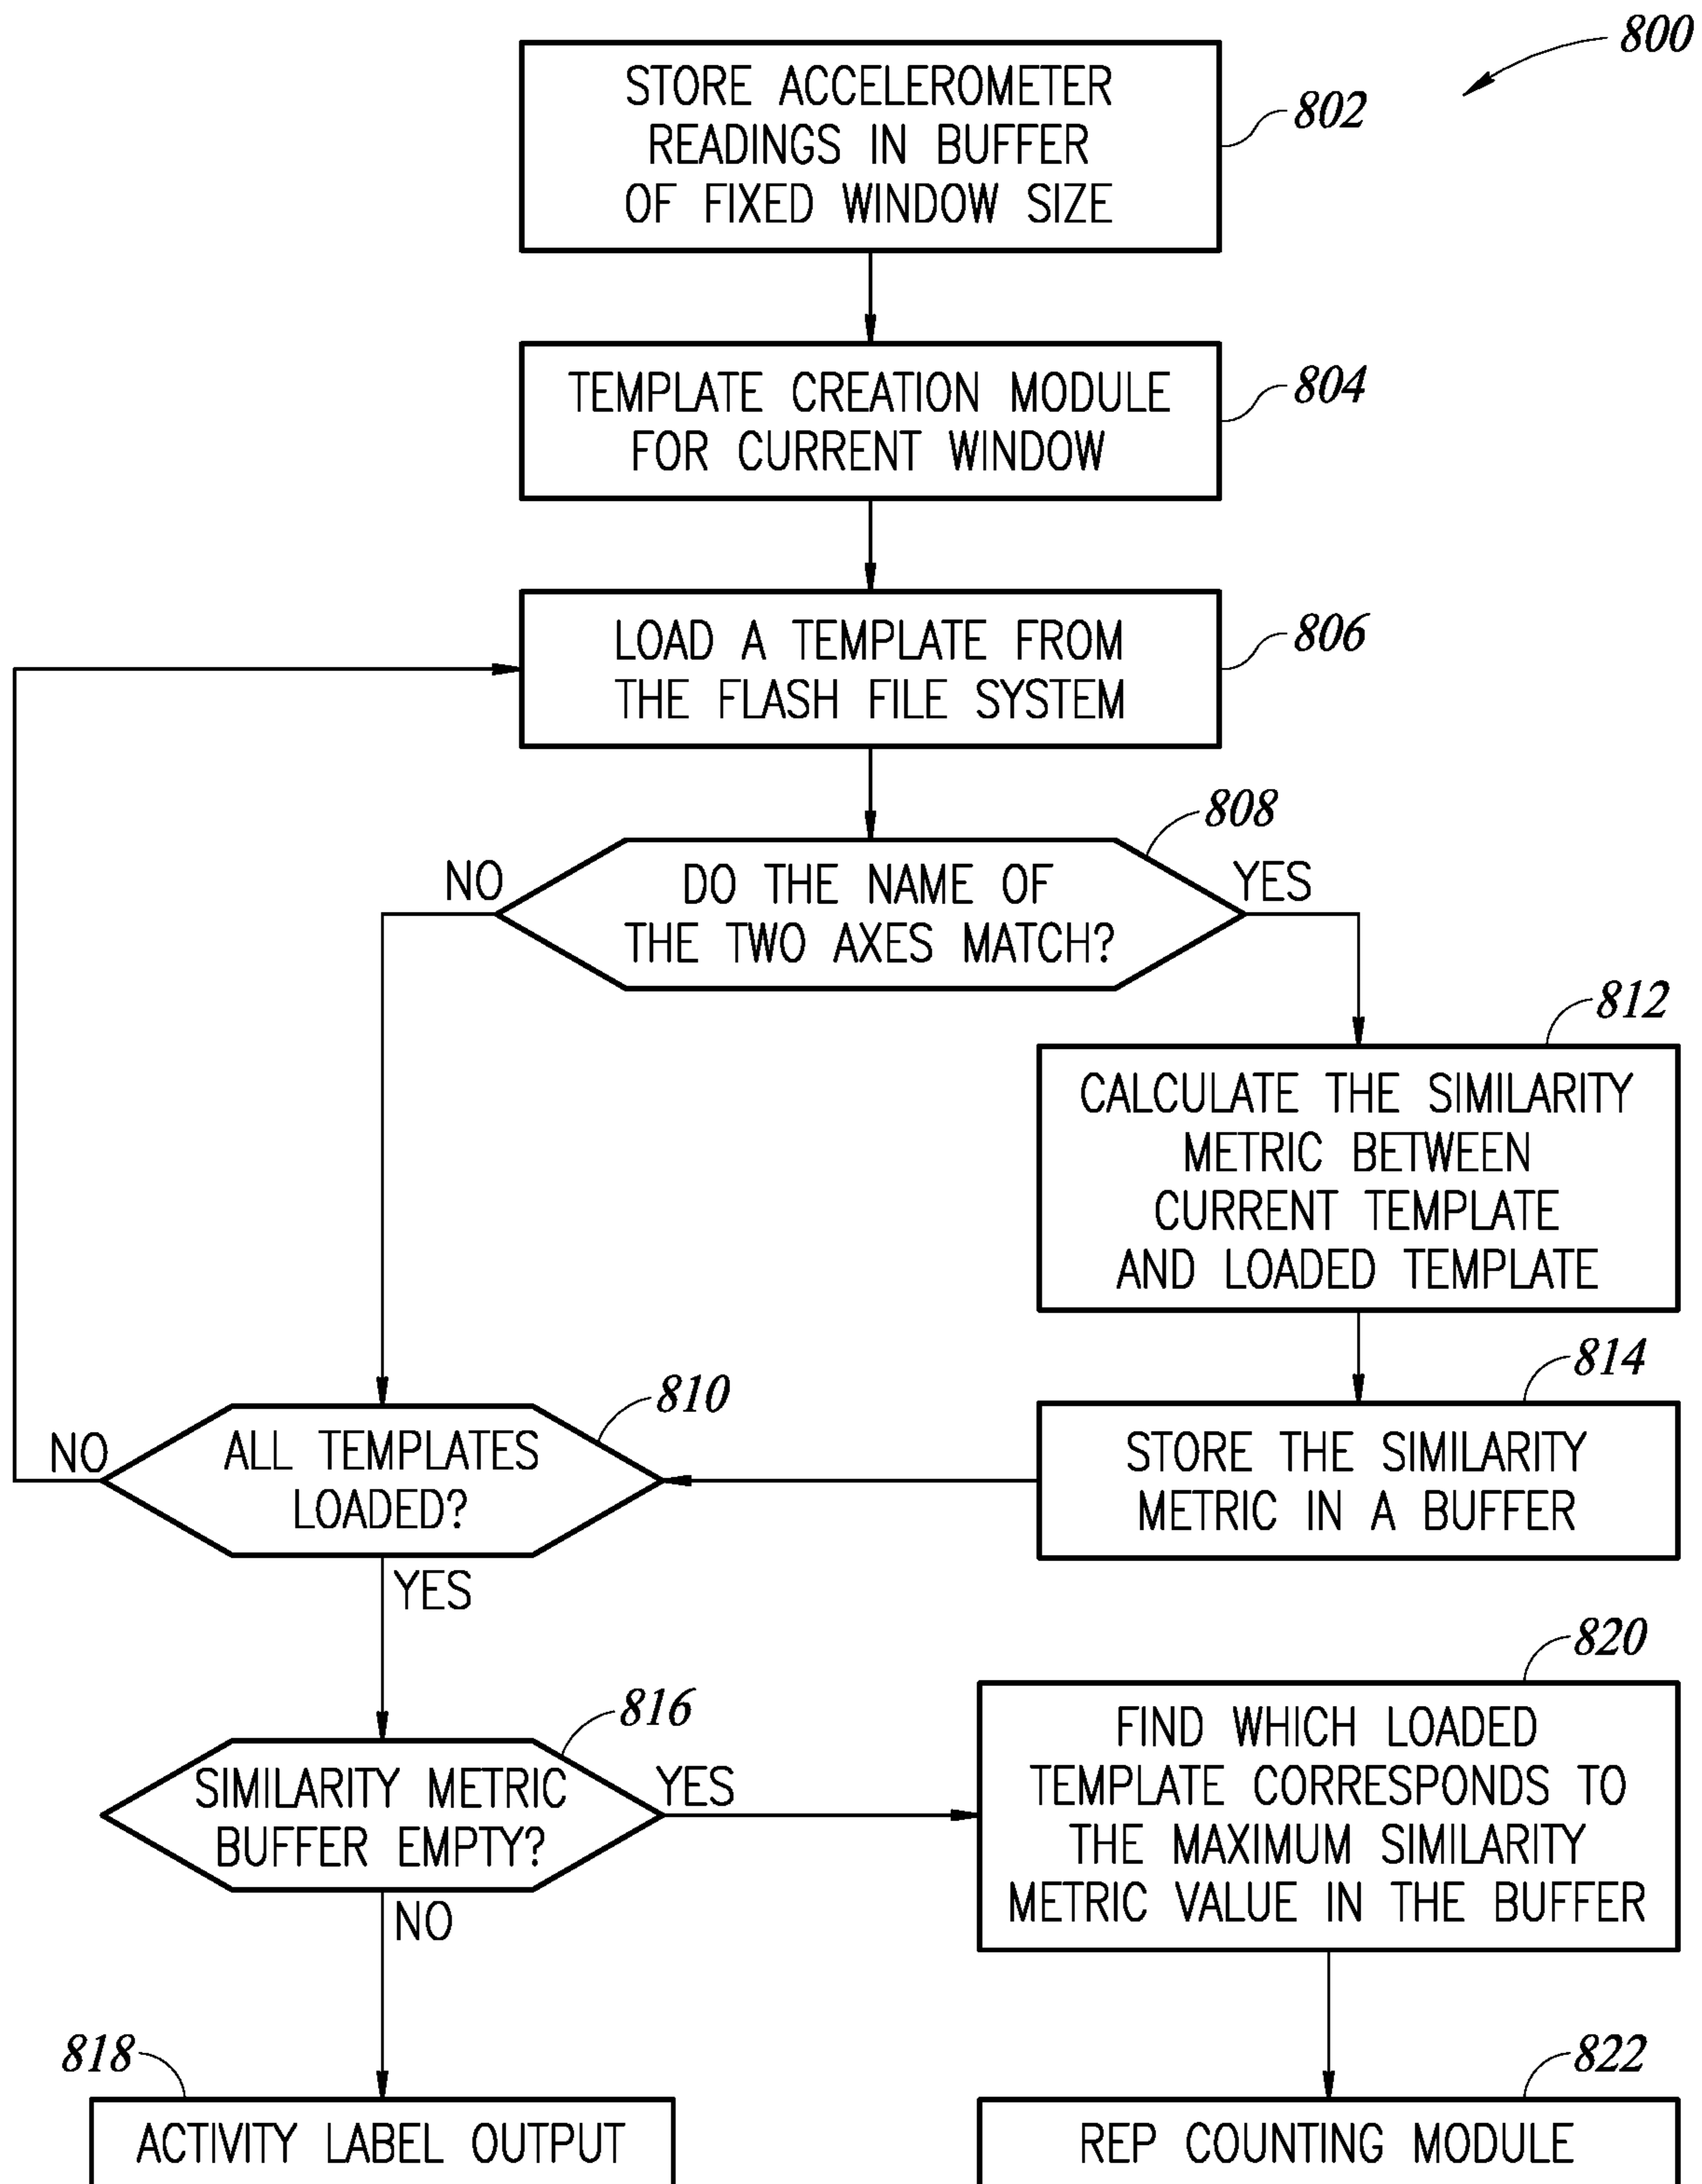 800
STORE ACCELEROMETER
READINGS IN BUFFER
OF FIXED WINDOW SIZE
802
TEMPLATE CREATION MODULE
FOR CURRENT WINDOW
804
LOAD A TEMPLATE FROM
THE FLASH FILE SYSTEM
806
808
NO
DO THE NAME OF
THE TWO AXES MATCH?
YES
812
CALCULATE THE SIMILARITY
METRIC BETWEEN
CURRENT TEMPLATE
AND LOADED TEMPLATE
814
STORE THE SIMILARITY
METRIC IN A BUFFER
810
NO
ALL TEMPLATES
LOADED?
YES
816
SIMILARITY METRIC
BUFFER EMPTY?
YES
NO
820
FIND WHICH LOADED
TEMPLATE CORRESPONDS TO
THE MAXIMUM SIMILARITY
METRIC VALUE IN THE BUFFER
818
ACTIVITY LABEL OUTPUT
822
REP COUNTING MODULE